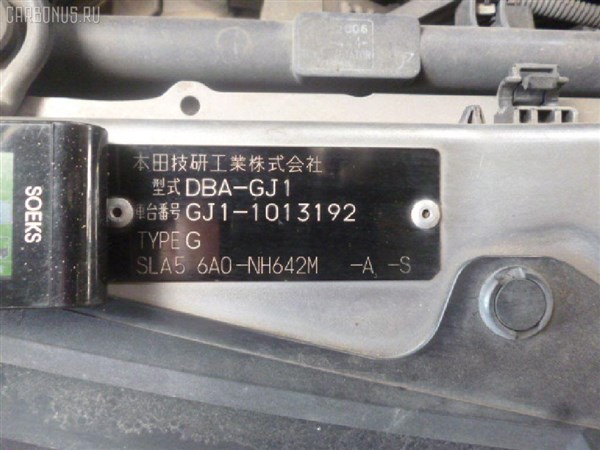 CARBONUS.RU
本田技研工業株式会社
型式 DBA-GJ1
車台番号 GJ1-1013192
TYPE G
SLA5 6A0-NH642M -A -S
SOEKS